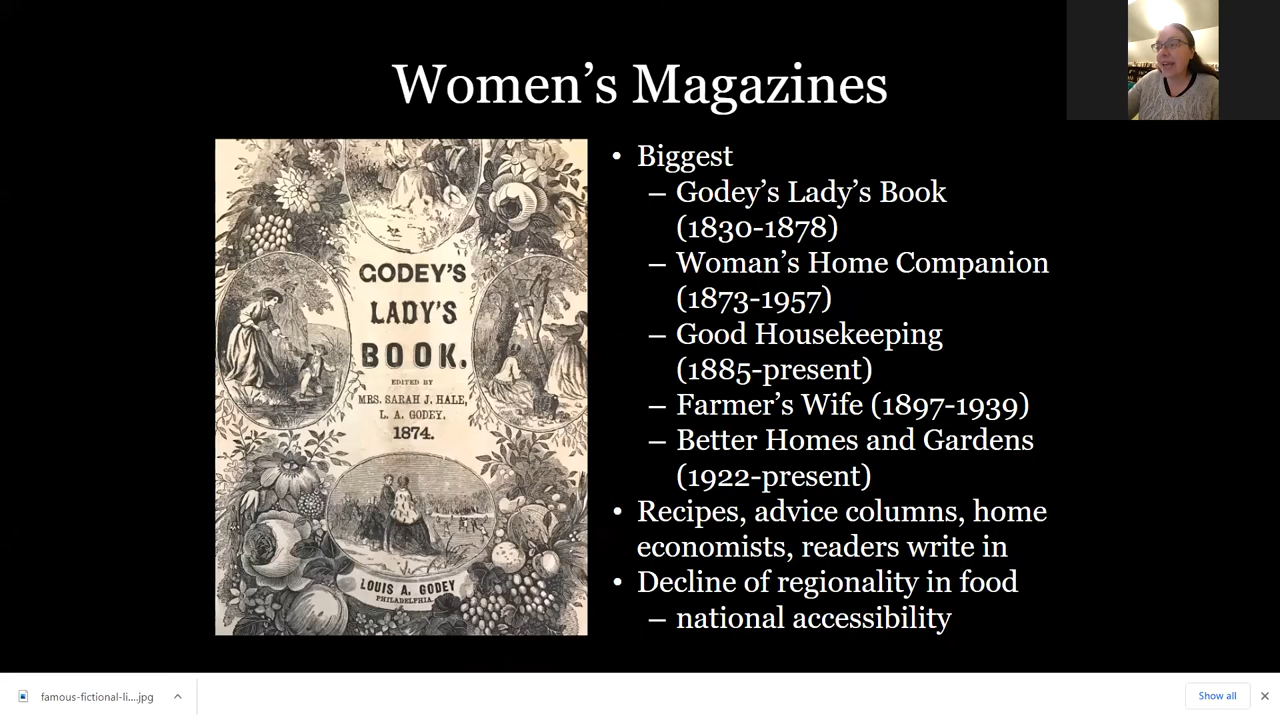 Women's Magazines
GODEY'S
LADY'S
BOOK.
EDITED BY
MRS. SARAH J. HALE,
L. A. GODEY.
1874.
LOUIS A. GODEY
PHILADELPHIA.
• Biggest
– Godey's Lady's Book
(1830-1878)
– Woman's Home Companion
(1873-1957)
– Good Housekeeping
(1885-present)
– Farmer's Wife (1897-1939)
– Better Homes and Gardens
(1922-present)
• Recipes, advice columns, home
economists, readers write in
• Decline of regionality in food
– national accessibility
famous-fictional-li....jpg
Show all